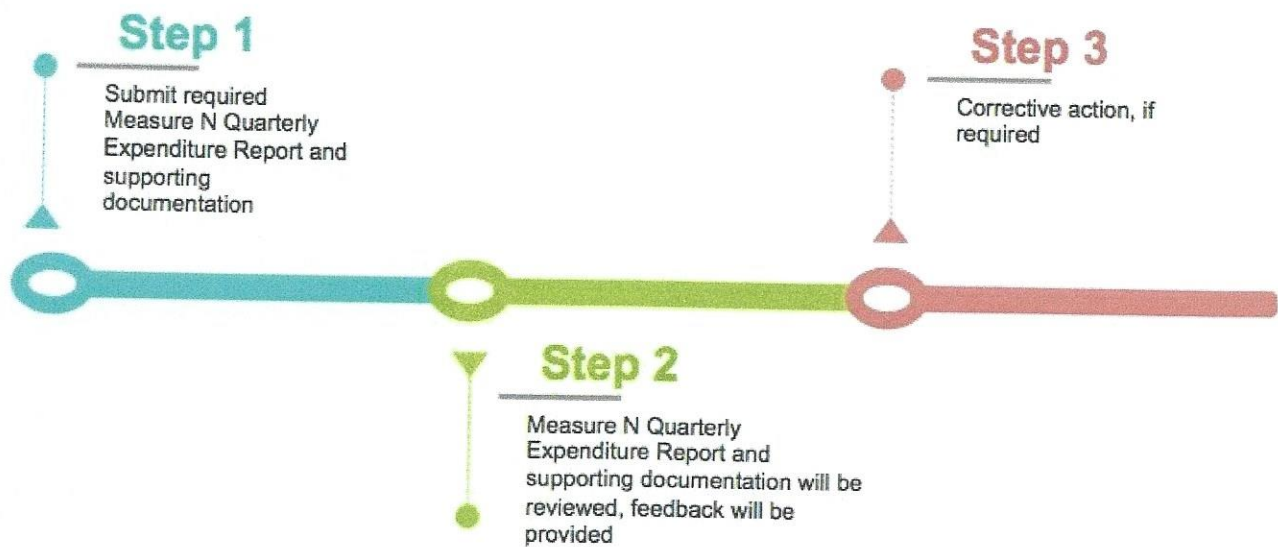 Step 1
Submit required
Measure N Quarterly
Expenditure Report and
supporting
documentation
Step 2
Measure N Quarterly
Expenditure Report and
supporting documentation will be
reviewed, feedback will be
provided
Step 3
Corrective action, if
required